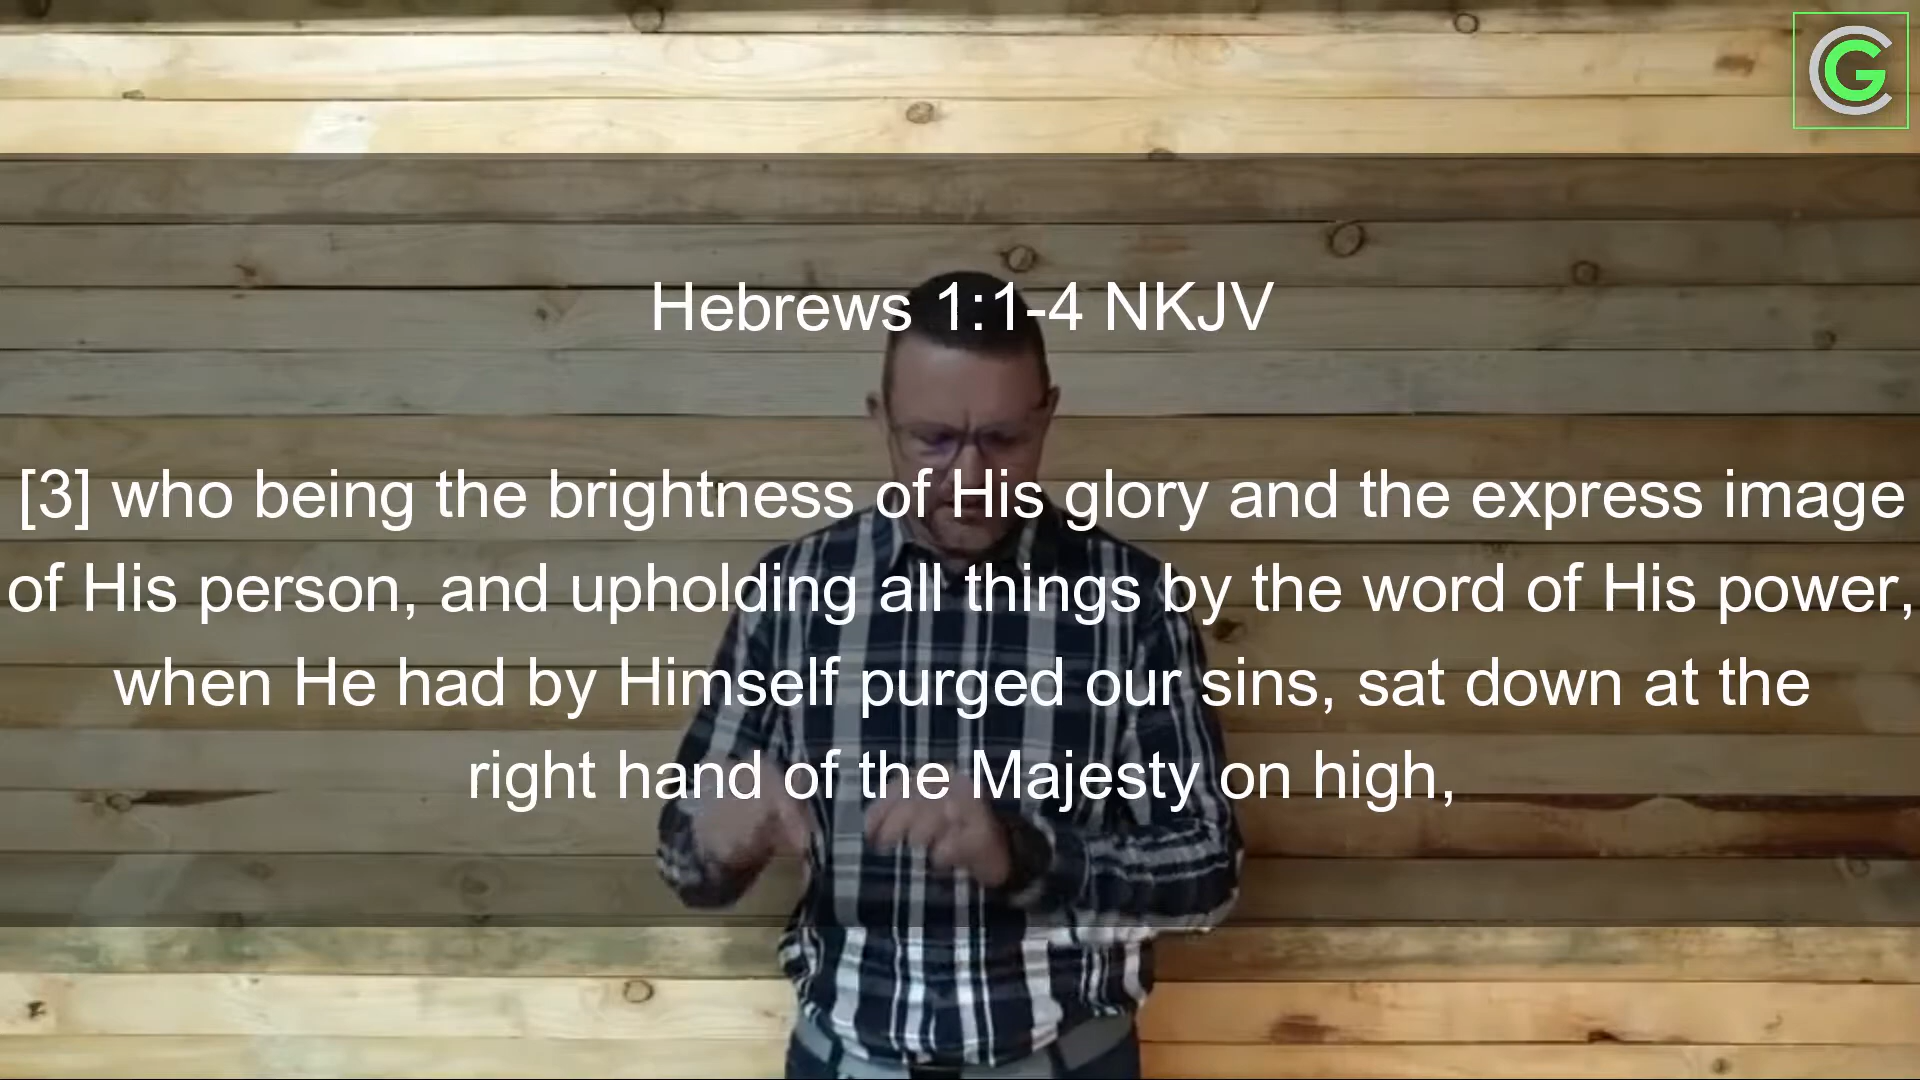 CG
Hebrews 1:1-4 NKJV
[3] who being the brightness of His glory and the express image
of His person, and upholding all things by the word of His power,
when He had by Himself purged our sins, sat down at the
right hand of the Majesty on high,